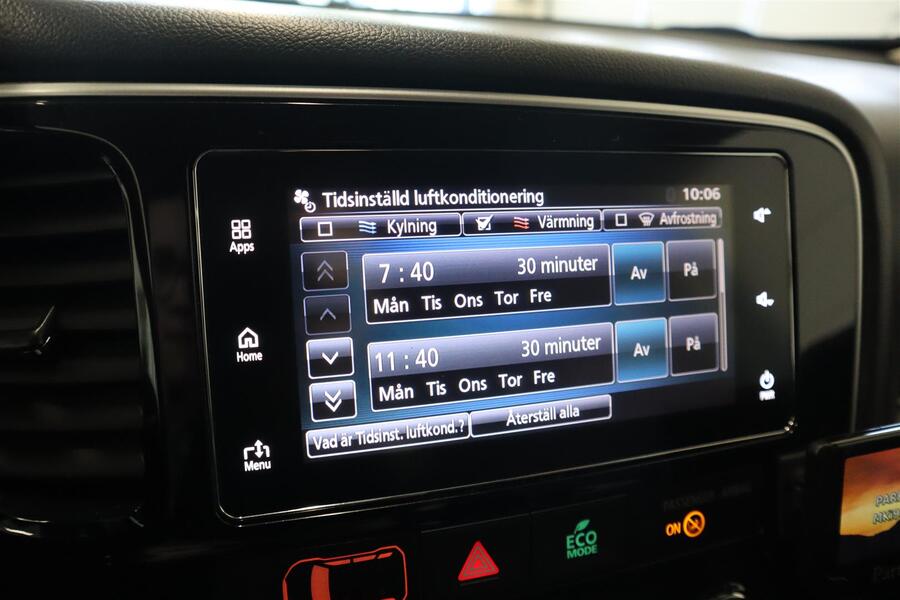 Tidsinställd luftkonditionering 10:06
Kylning Värmning Avfrostning
Apps
7 : 40 30 minuter Av På
Mån Tis Ons Tor Fre
Home
11 : 40 30 minuter Av På
Mån Tis Ons Tor Fre
PWR
Vad är Tidsinst. luftkond.? Återställ alla
Menu
PASSENGER
ON
ECO
MODE